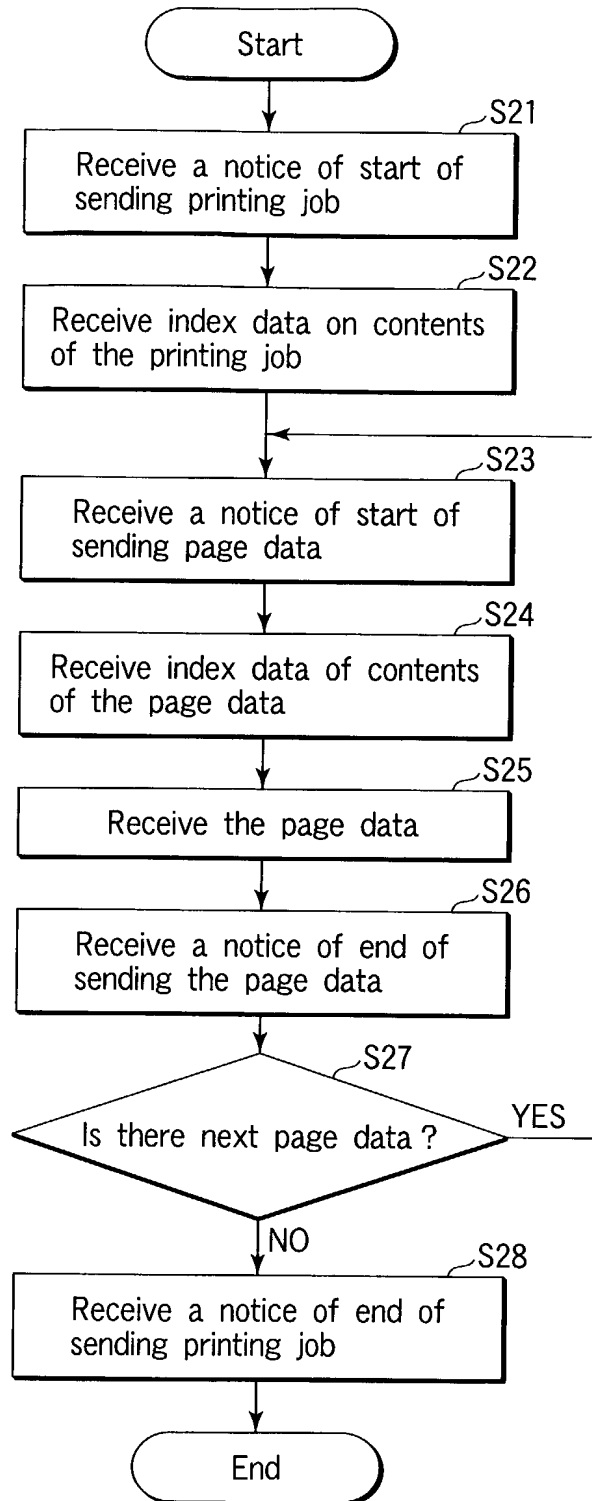 Start
S21
Receive a notice of start of
sending printing job
S22
Receive index data on contents
of the printing job
S23
Receive a notice of start of
sending page data
S24
Receive index data of contents
of the page data
S25
Receive the page data
S26
Receive a notice of end of
sending the page data
S27
Is there next page data ?
YES
NO
S28
Receive a notice of end of
sending printing job
End